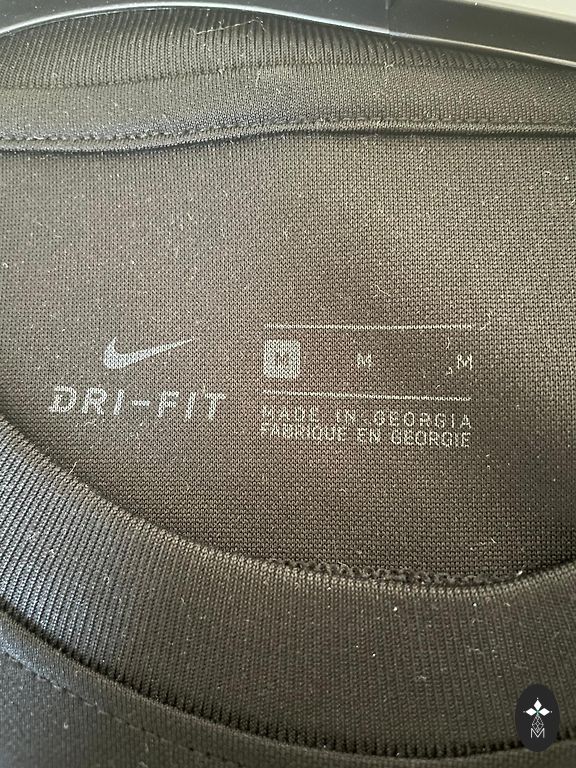 DRI-FIT
M M M
MADE IN GEORGIA
FABRIQUE EN GEORGIE
M